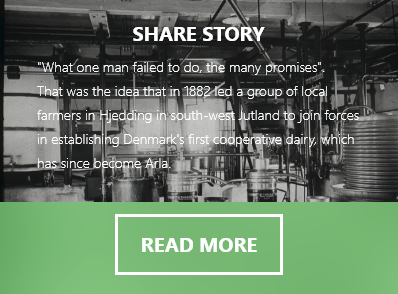 SHARE STORY
"What one man failed to do, the many promises".
That was the idea that in 1882 led a group of local
farmers in Hjedding in south-west Jutland to join forces
in establishing Denmark's first cooperative dairy, which
has since become Arla.
READ MORE